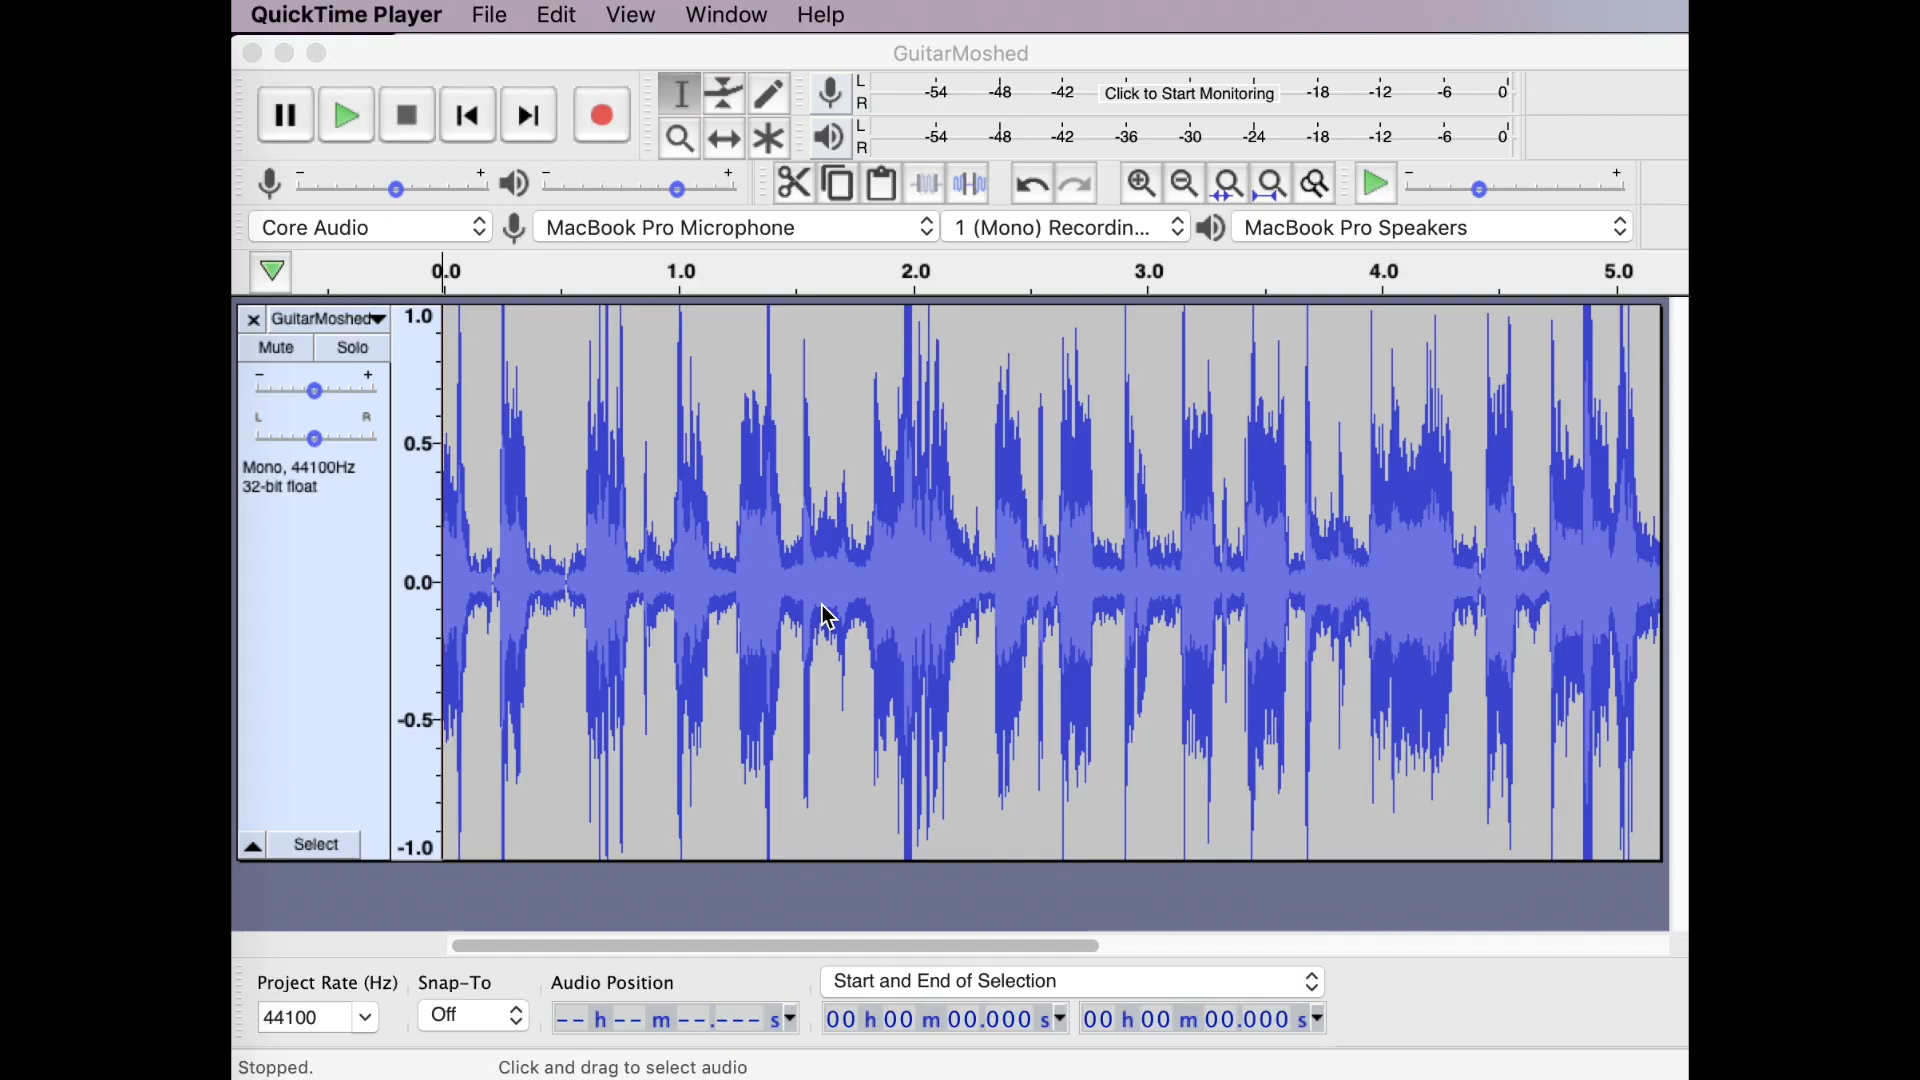 QuickTime Player File Edit View Window Help
GuitarMoshed
L
R
-54 -48 -42 Click to Start Monitoring -18 -12 -6 0
L
R
-54 -48 -42 -36 -30 -24 -18 -12 -6 0
- + - + - +
Core Audio MacBook Pro Microphone 1 (Mono) Recordin... MacBook Pro Speakers
0.0 1.0 2.0 3.0 4.0 5.0
x GuitarMoshed 1.0
Mute Solo
- +
L R
0.5
Mono, 44100Hz
32-bit float
0.0
-0.5
Select -1.0
Project Rate (Hz) Snap-To Audio Position Start and End of Selection
44100 Off -- h -- m --.--- s 00 h 00 m 00.000 s 00 h 00 m 00.000 s
Stopped. Click and drag to select audio